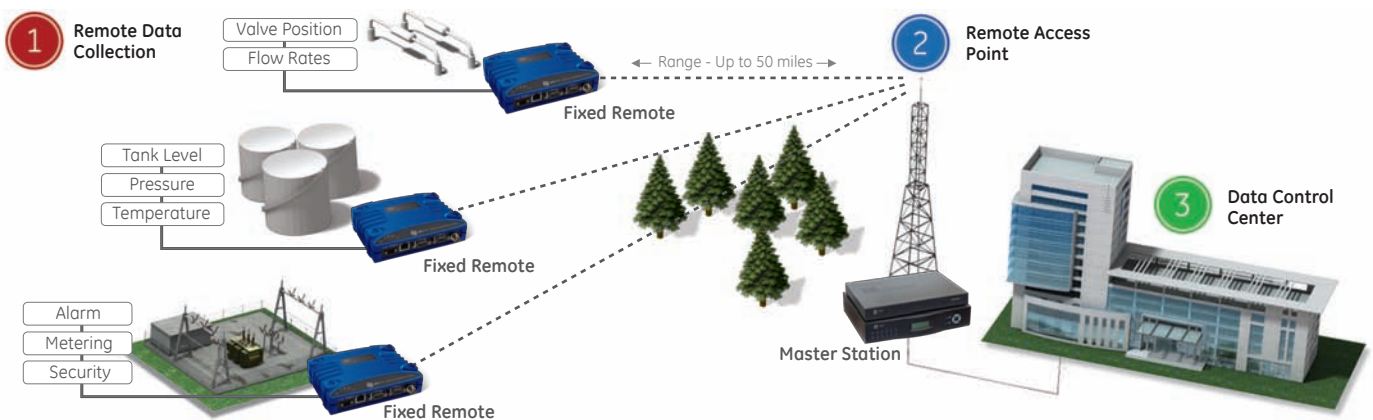 1
Remote Data
Collection
Valve Position
Flow Rates
Fixed Remote
← Range - Up to 50 miles →
2
Remote Access
Point
Tank Level
Pressure
Temperature
Fixed Remote
Alarm
Metering
Security
Fixed Remote
Master Station
3
Data Control
Center